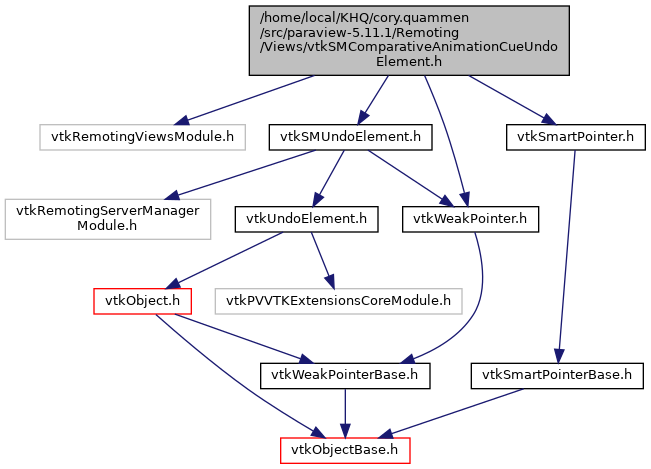 /home/local/KHQ/cory.quammen
/src/paraview-5.11.1/Remoting
/Views/vtkSMComparativeAnimationCueUndo
Element.h
vtkRemotingViewsModule.h
vtkSMUndoElement.h
vtkSmartPointer.h
vtkRemotingServerManager
Module.h
vtkUndoElement.h
vtkWeakPointer.h
vtkObject.h
vtkPVVTKExtensionsCoreModule.h
vtkWeakPointerBase.h
vtkSmartPointerBase.h
vtkObjectBase.h